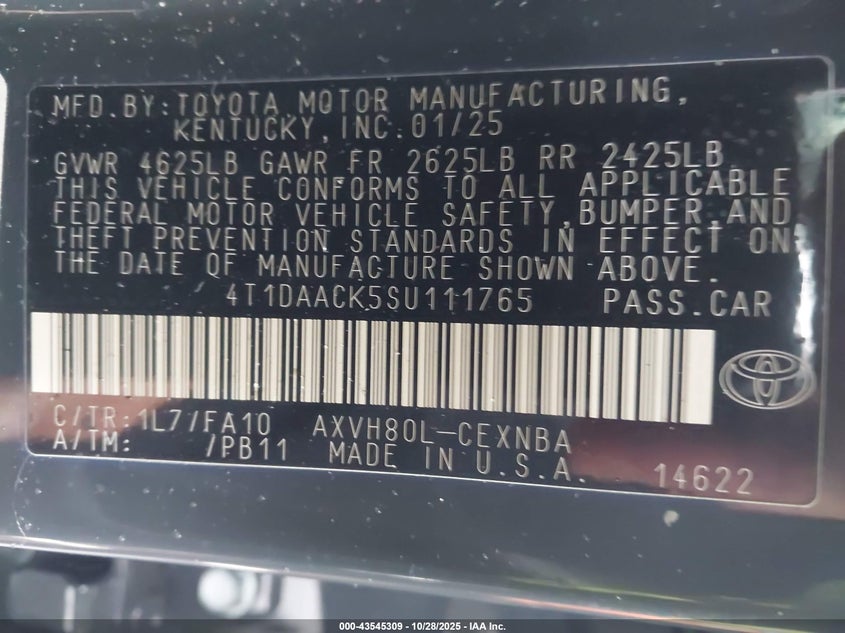 MFD.BY:TOYOTA MOTOR MANUFACTURING,
KENTUCKY,INC.01/25
GVWR 4625LB GAWR FR 2625LB RR 2425LB
THIS VEHICLE CONFORMS TO ALL APPLICABLE
FEDERAL MOTOR VEHICLE SAFETY,BUMPER,AND
THEFT PREVENTION STANDARDS IN EFFECT ON
THE DATE OF MANUFACTURE SHOWN ABOVE.
4T1DAACK5SU111765 PASS.CAR
C/TR:1L7/FA10 AXVH80L-CEXNBA
A/TM: /PB11 MADE IN U.S.A. 14622
000-43545309 | 10/28/2025 | IAA Inc.